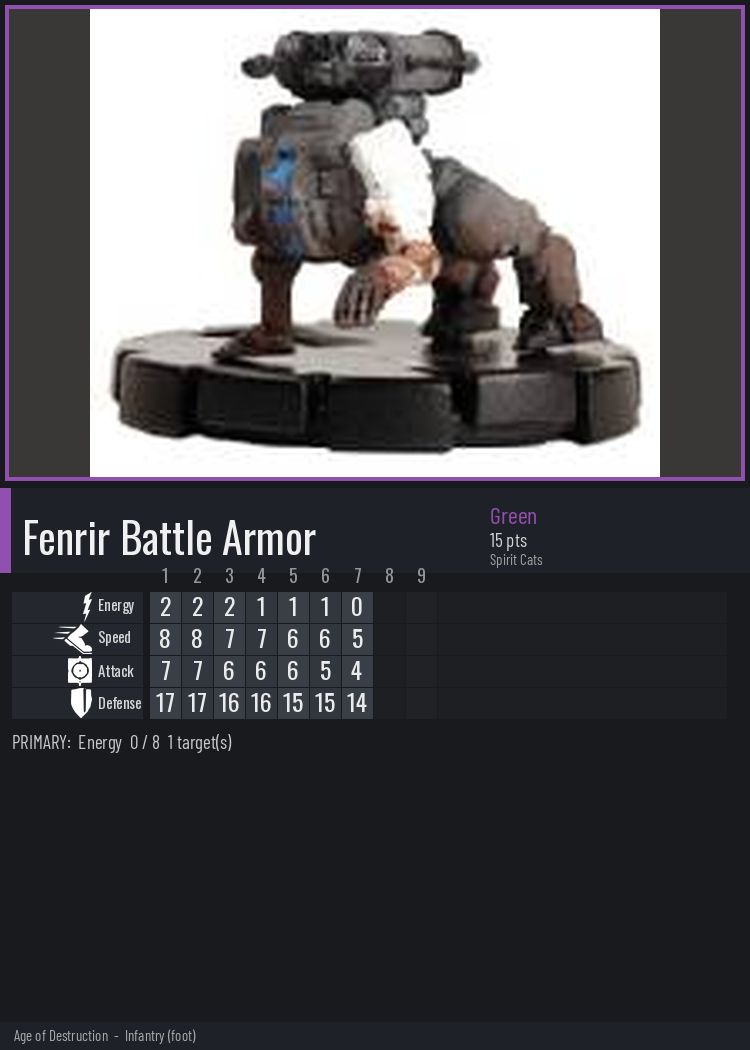 Fenrir Battle Armor
Green
15 pts
Spirit Cats
1 2 3 4 5 6 7 8 9
Energy 2 2 2 1 1 1 0
Speed 8 8 7 7 6 6 5
Attack 7 7 6 6 6 5 4
Defense 17 17 16 16 15 15 14
PRIMARY: Energy 0 / 8 1 target(s)
Age of Destruction - Infantry (foot)